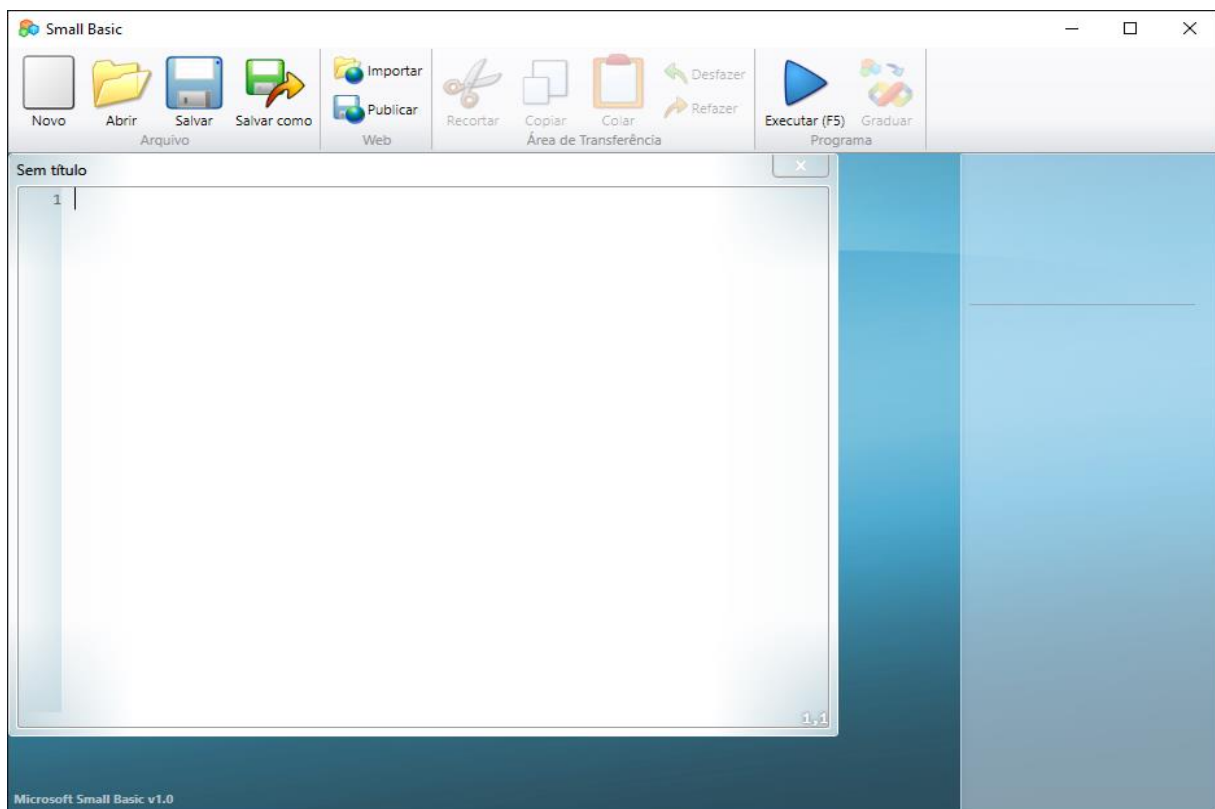 Small Basic
Novo
Abrir
Salvar
Salvar como
Arquivo
Importar
Publicar
Web
Recortar
Copiar
Colar
Desfazer
Refazer
Área de Transferência
Executar (F5)
Graduar
Programa
Sem título
1
1,1
Microsoft Small Basic v1.0